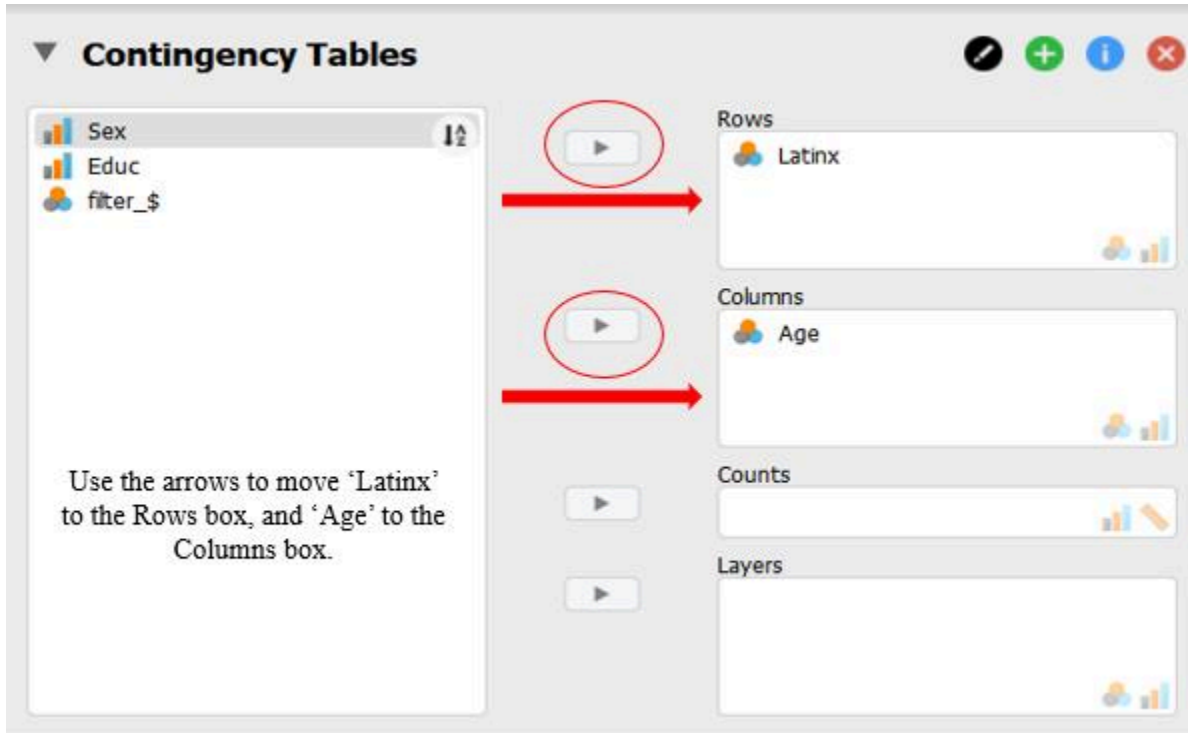 Contingency Tables
Sex
Educ
filter_$
Use the arrows to move ‘Latinx’
to the Rows box, and ‘Age’ to the
Columns box.
Rows
Latinx
Columns
Age
Counts
Layers